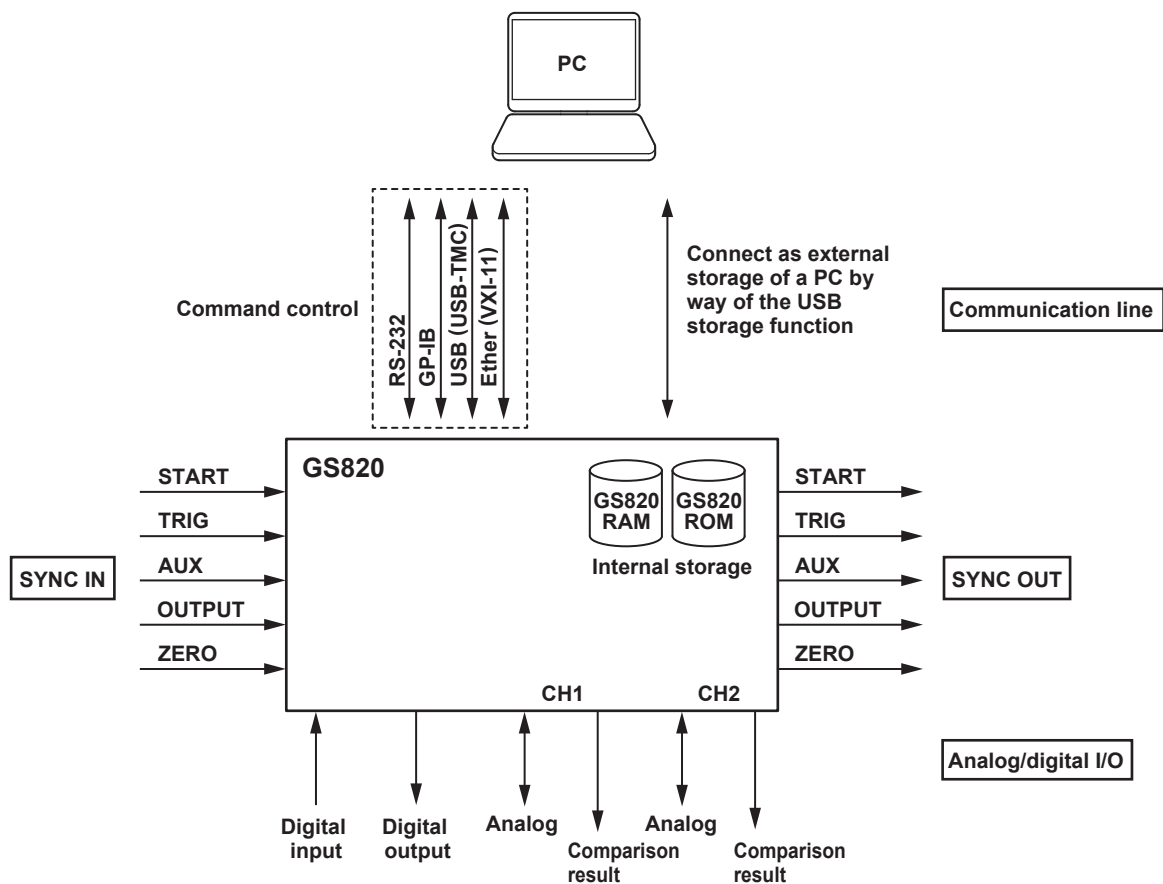 PC
Command control
RS-232
GP-IB
USB (USB-TMC)
Ether (VXI-11)
Connect as external
storage of a PC by
way of the USB
storage function
Communication line
GS820
GS820
RAM
GS820
ROM
Internal storage
SYNC IN
START
TRIG
AUX
OUTPUT
ZERO
START
TRIG
AUX
OUTPUT
ZERO
SYNC OUT
CH1
CH2
Analog/digital I/O
Digital
input
Digital
output
Analog
Comparison
result
Analog
Comparison
result